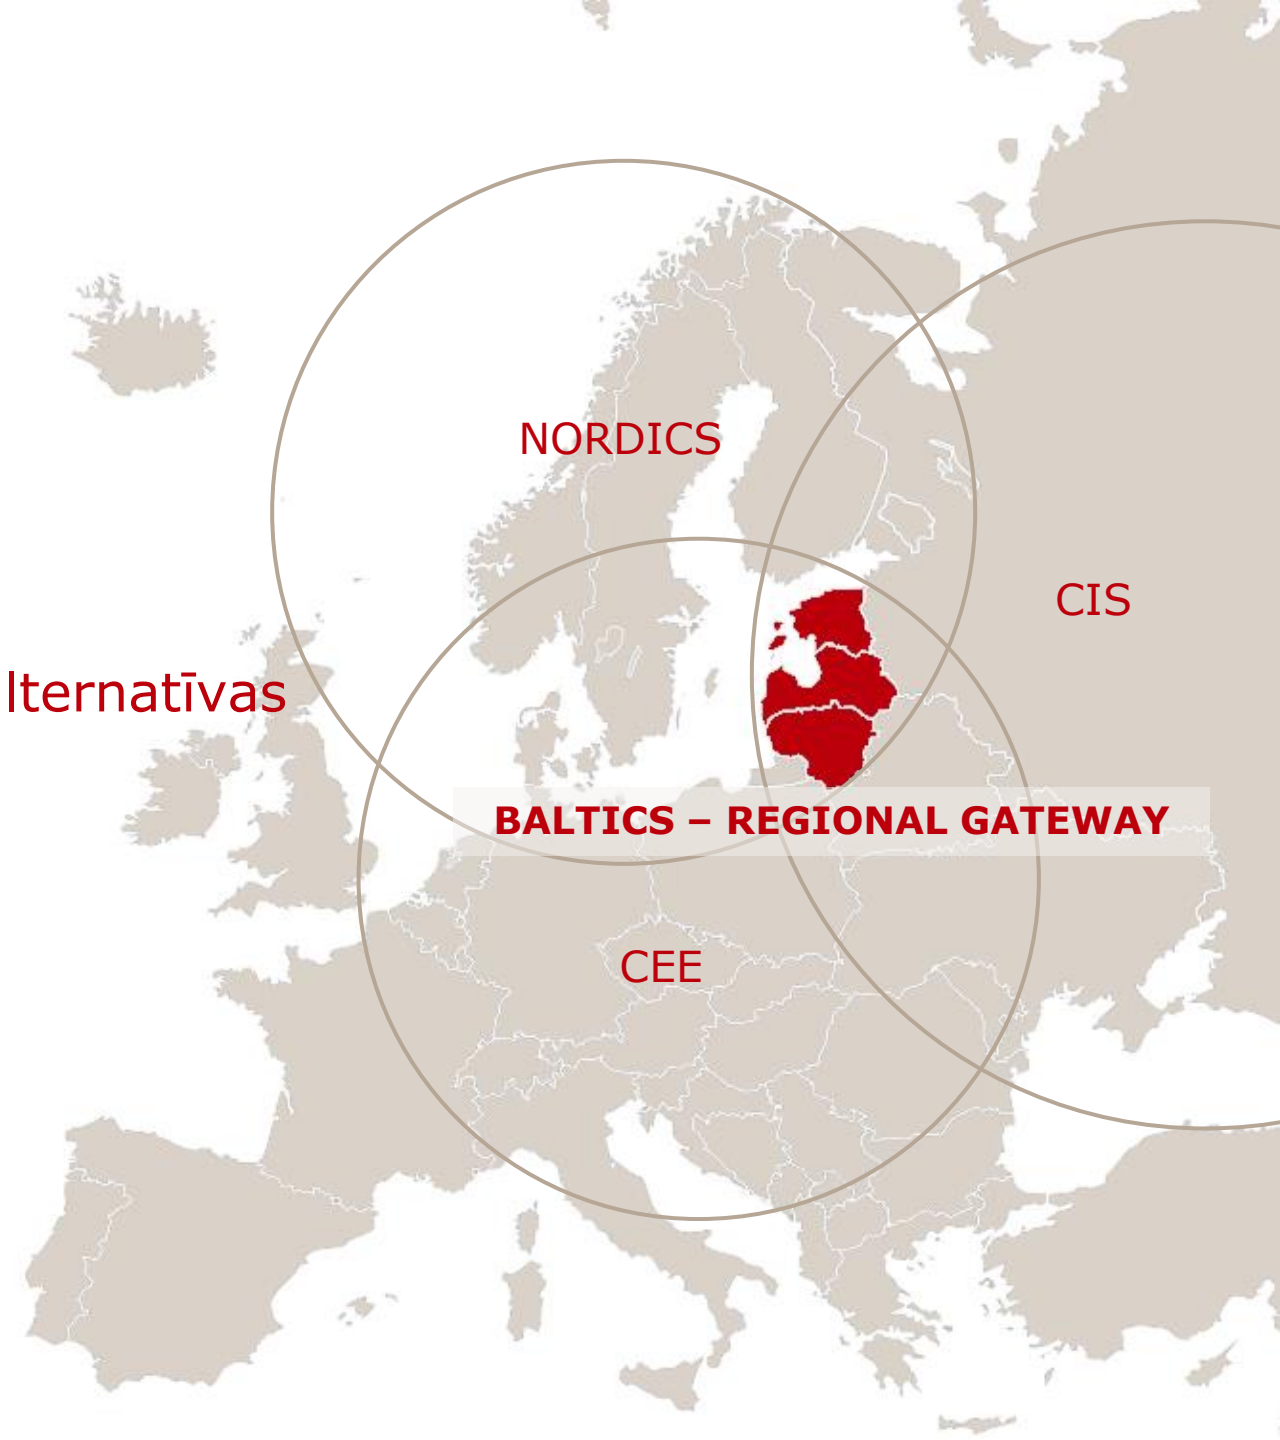 NORDICS
CIS
lternatīvas
BALTICS – REGIONAL GATEWAY
CEE